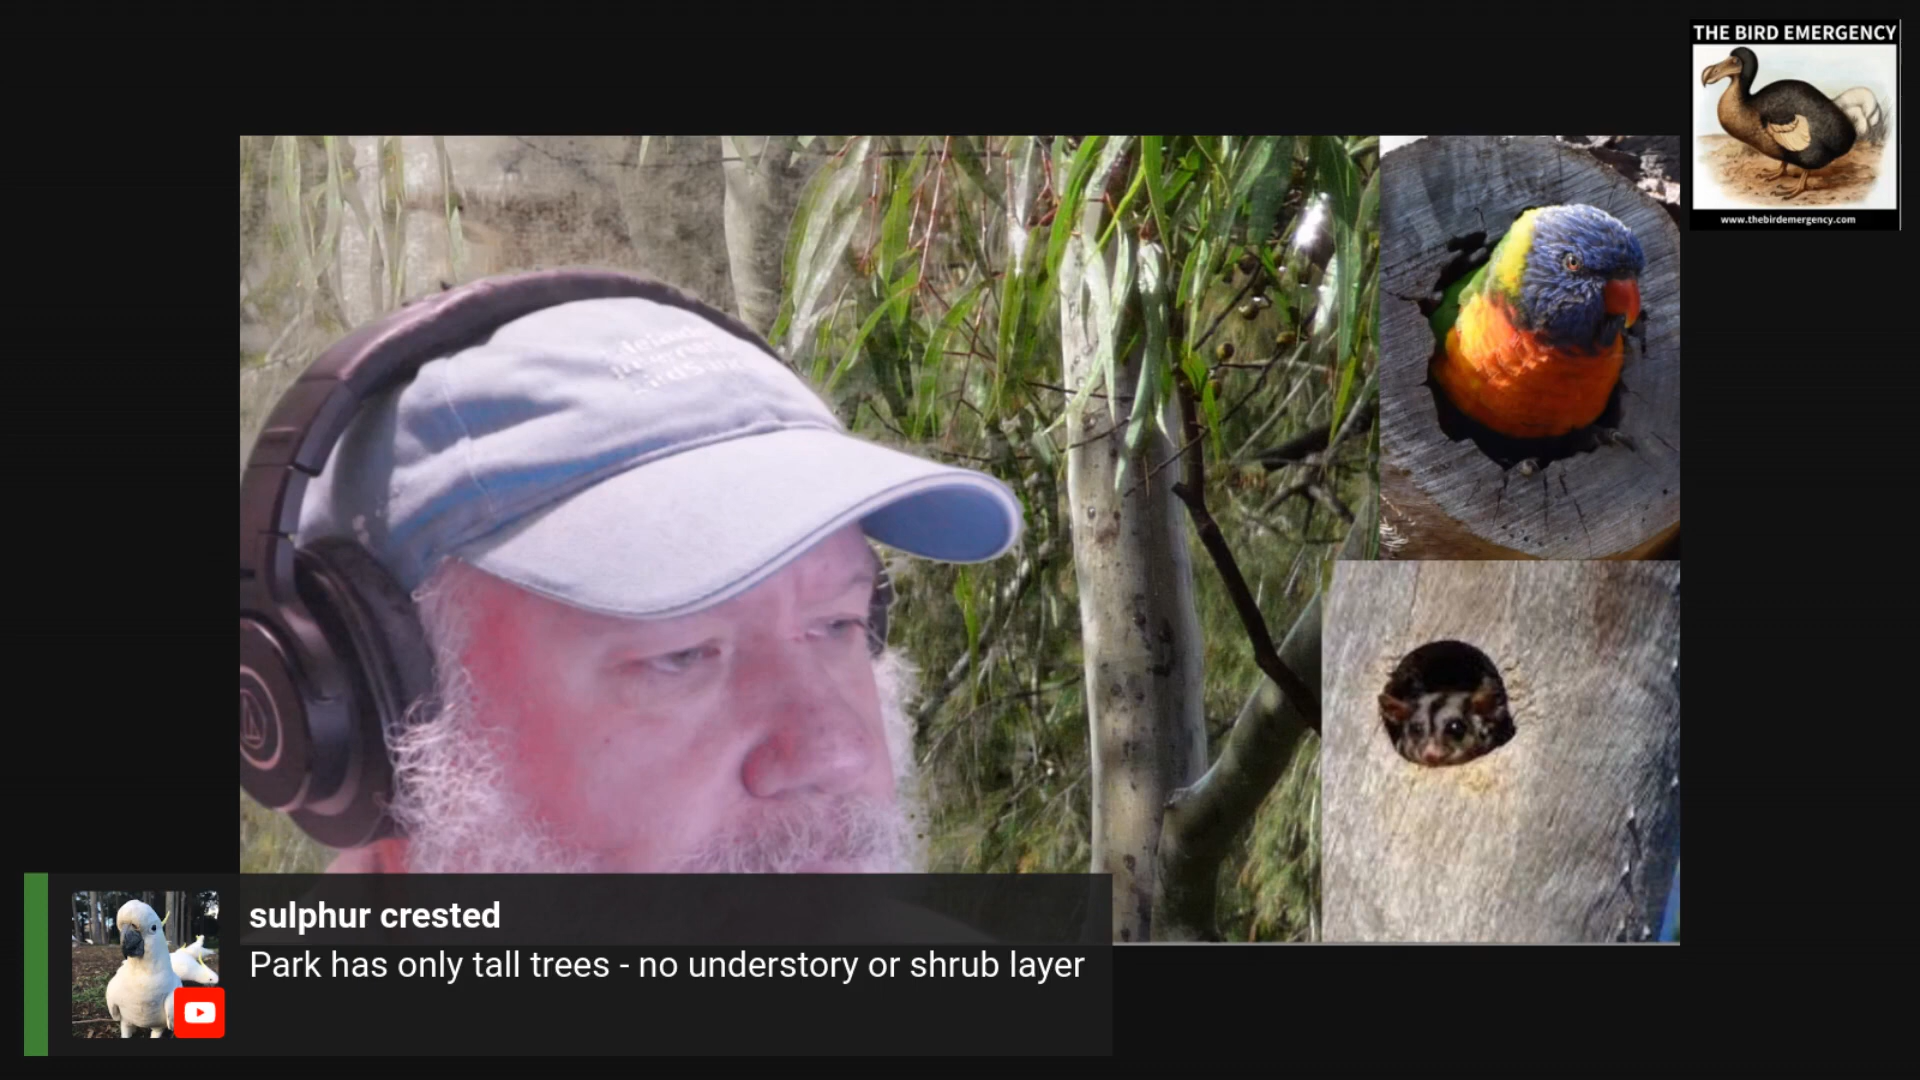 THE BIRD EMERGENCY
www.thebirdemergency.com
sulphur crested
Park has only tall trees - no understory or shrub layer